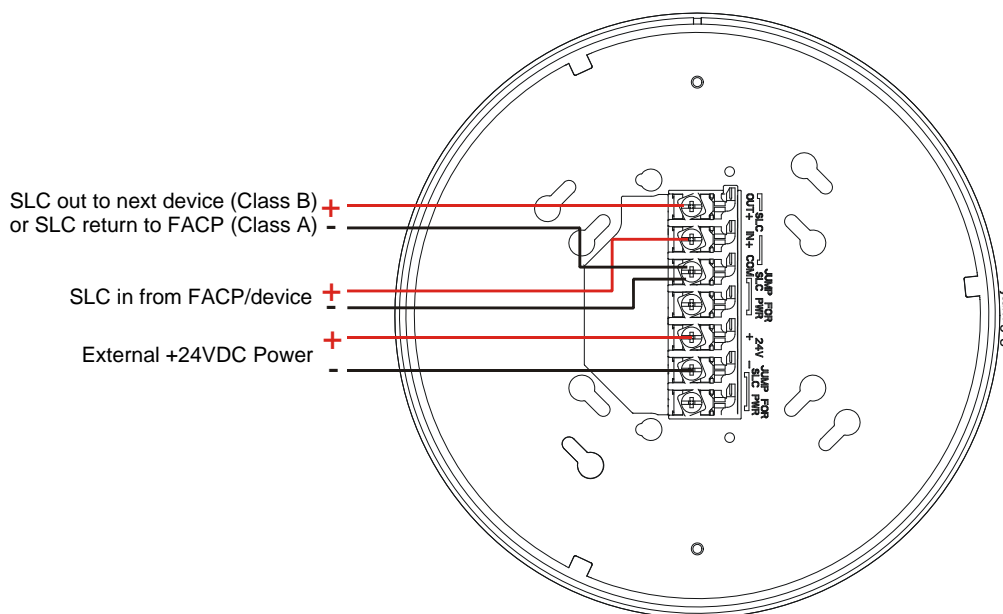 SLC out to next device (Class B)
+
or SLC return to FACP (Class A)
-
SLC in from FACP/device
+
-
External +24VDC Power
+
-
OUT+ IN+ COM
SLC
JUMP FOR
SLC PWR
+ 24V -
JUMP FOR
SLC PWR